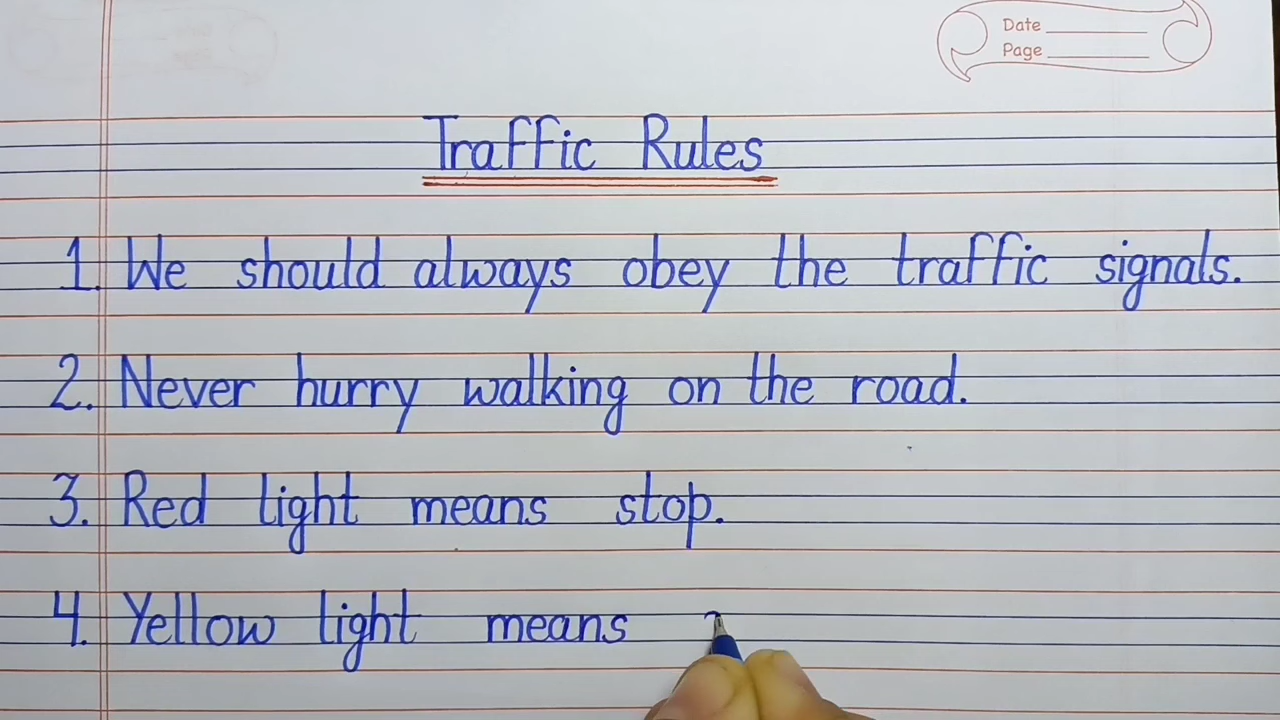 Date
Page
Traffic Rules
1. We should always obey the traffic signals.
2. Never hurry walking on the road.
3. Red light means stop.
4. Yellow light means